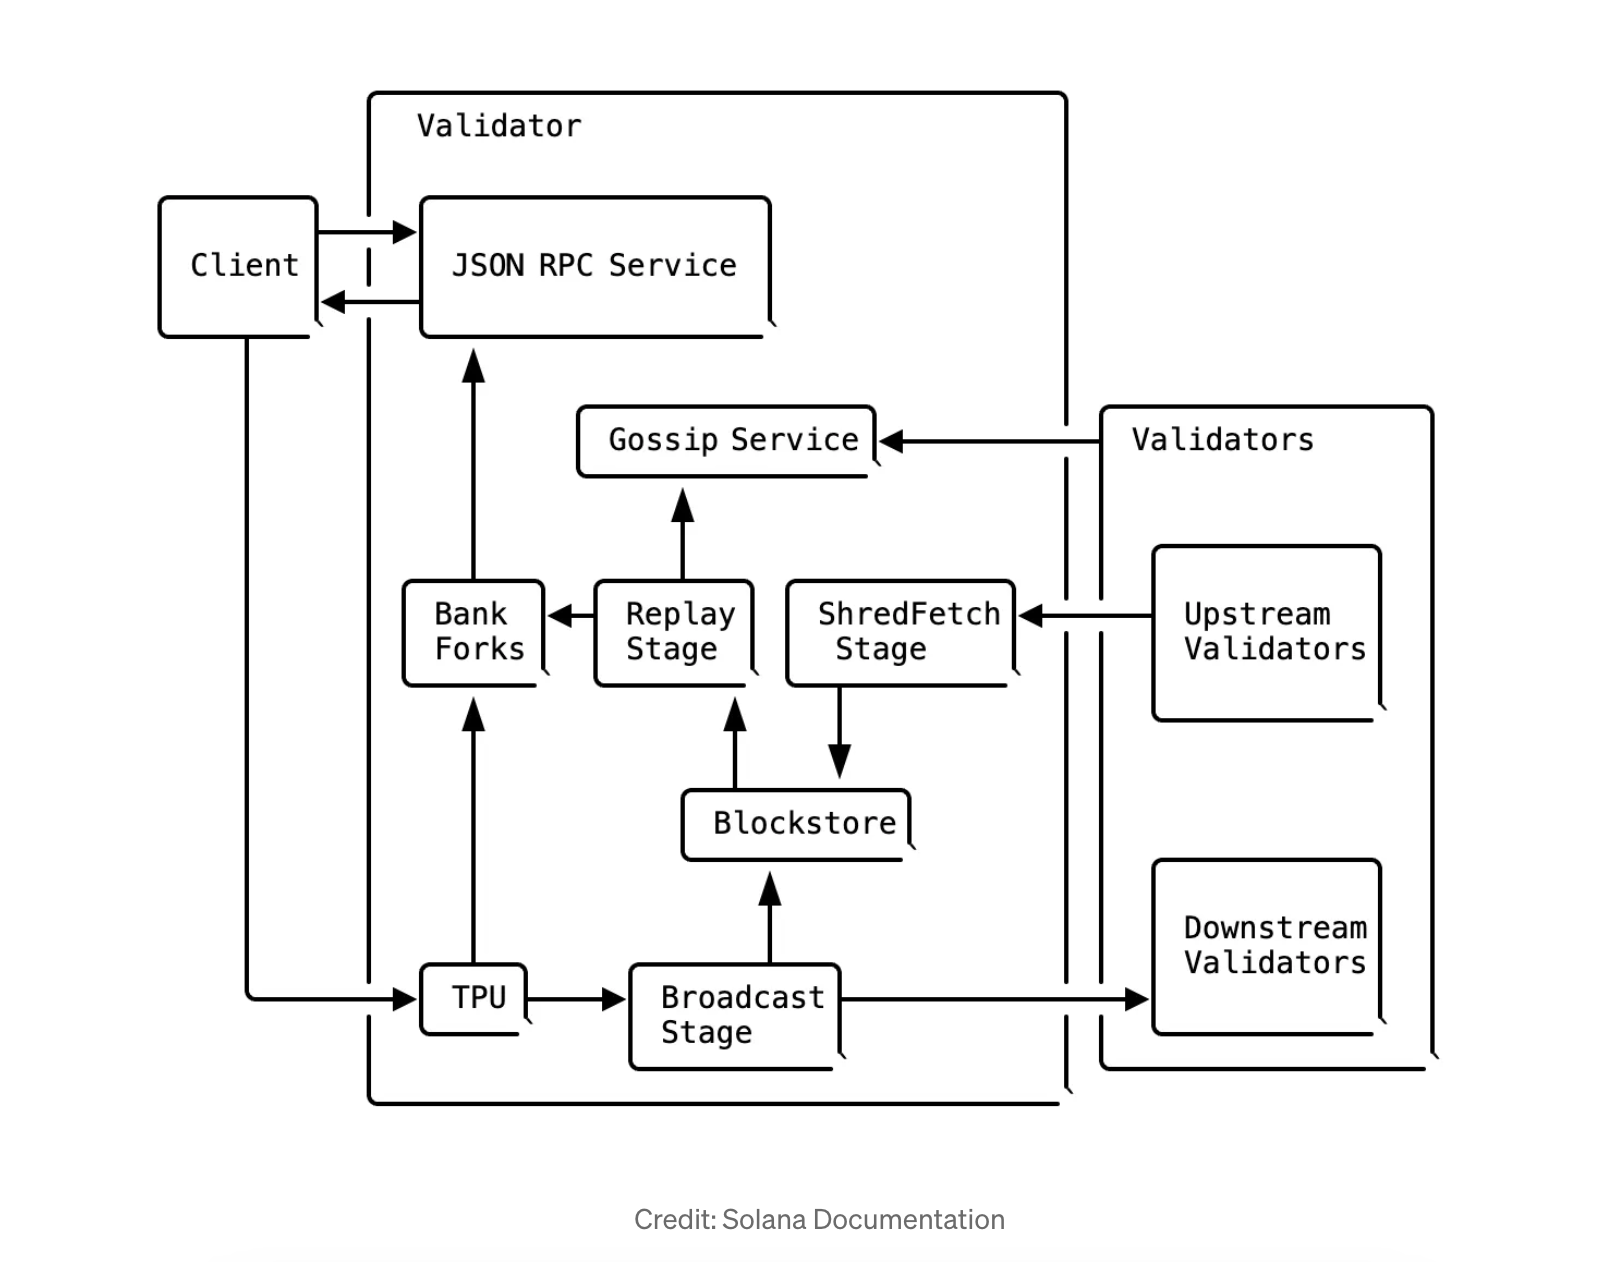 Validator
Client
JSON RPC Service
Gossip Service
Validators
Bank
Forks
Replay
Stage
ShredFetch
Stage
Upstream
Validators
Blockstore
Downstream
Validators
TPU
Broadcast
Stage
Credit: Solana Documentation